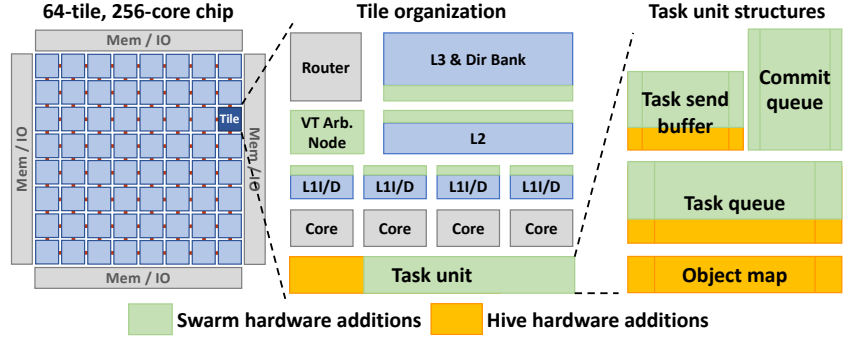 64-tile, 256-core chip
Mem / IO
Mem / IO
Tile
Mem / IO
Mem / IO
Tile organization
Router
L3 & Dir Bank
VT Arb.
Node
L2
L1I/D
L1I/D
L1I/D
L1I/D
Core
Core
Core
Core
Task unit
Task unit structures
Task send
buffer
Commit
queue
Task queue
Object map
Swarm hardware additions
Hive hardware additions